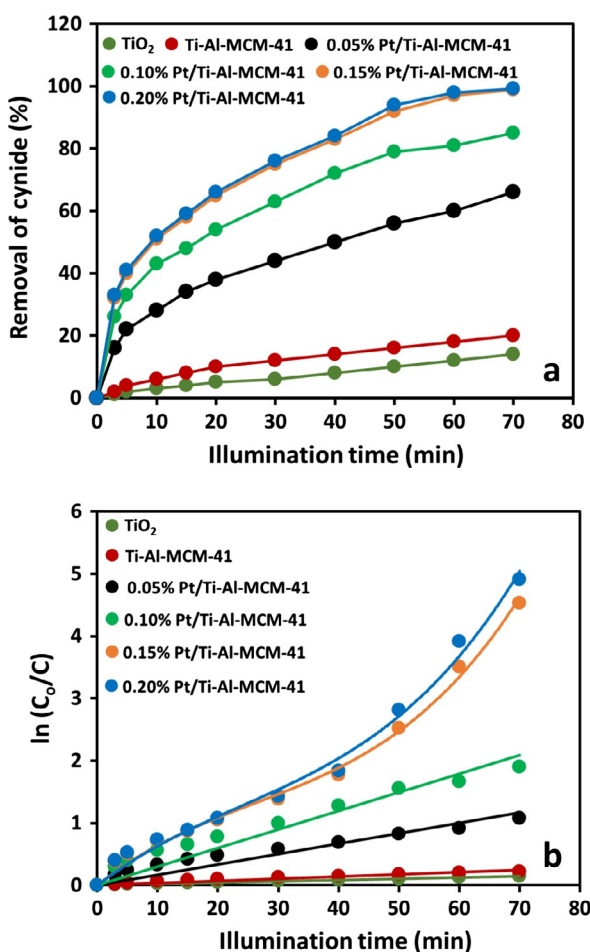 TiO2 Ti-Al-MCM-41 0.05% Pt/Ti-Al-MCM-41
0.10% Pt/Ti-Al-MCM-41 0.15% Pt/Ti-Al-MCM-41
0.20% Pt/Ti-Al-MCM-41
Removal of cynide (%)
120
100
80
60
40
20
0
0 10 20 30 40 50 60 70 80
Illumination time (min)
a
ln (Co/C)
6
5
4
3
2
1
0
TiO2
Ti-Al-MCM-41
0.05% Pt/Ti-Al-MCM-41
0.10% Pt/Ti-Al-MCM-41
0.15% Pt/Ti-Al-MCM-41
0.20% Pt/Ti-Al-MCM-41
b
0 10 20 30 40 50 60 70 80
Illumination time (min)